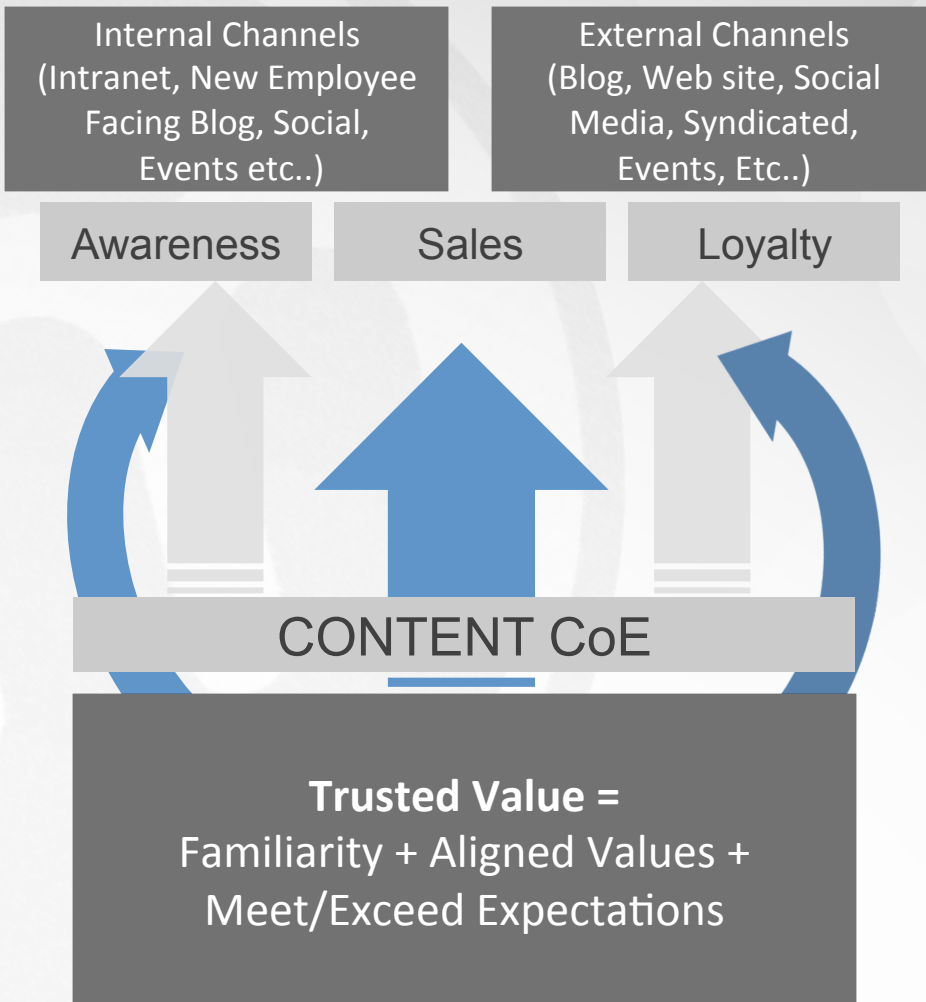 Internal Channels
(Intranet, New Employee
Facing Blog, Social,
Events etc..)
External Channels
(Blog, Web site, Social
Media, Syndicated,
Events, Etc..)
Awareness
Sales
Loyalty
CONTENT CoE
Trusted Value =
Familiarity + Aligned Values +
Meet/Exceed Expectations